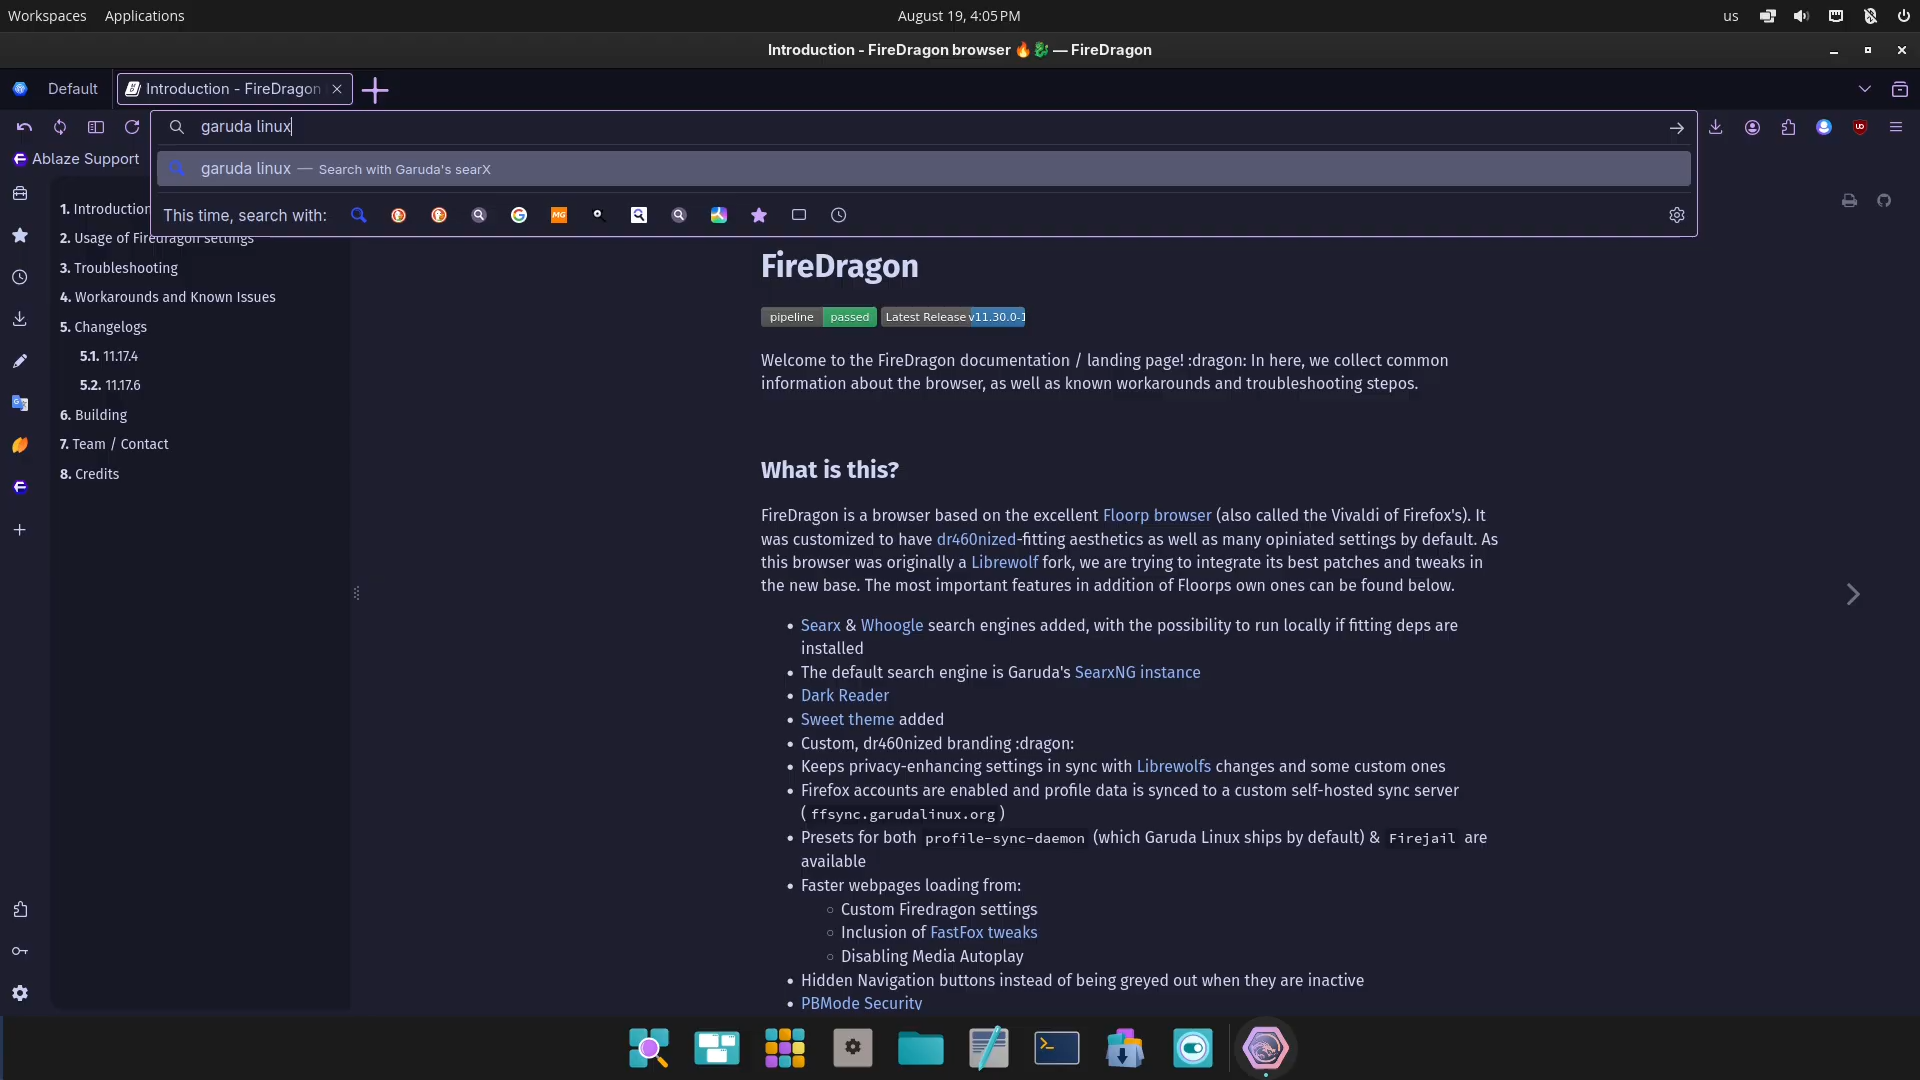 Workspaces Applications August 19, 4:05 PM us
Introduction - FireDragon browser 🔥🐉 — FireDragon
Default Introduction - FireDragon
garuda linux
Ablaze Support
garuda linux — Search with Garuda's searX
This time, search with:
1. Introduction
2. Usage of Firedragon settings
3. Troubleshooting
4. Workarounds and Known Issues
5. Changelogs
5.1. 11.17.4
5.2. 11.17.6
6. Building
7. Team / Contact
8. Credits
FireDragon
pipeline passed Latest Release v11.30.0-1
Welcome to the FireDragon documentation / landing page! :dragon: In here, we collect common
information about the browser, as well as known workarounds and troubleshooting stepos.
What is this?
FireDragon is a browser based on the excellent Floorp browser (also called the Vivaldi of Firefox's). It
was customized to have dr460nized-fitting aesthetics as well as many opiniated settings by default. As
this browser was originally a Librewolf fork, we are trying to integrate its best patches and tweaks in
the new base. The most important features in addition of Floorps own ones can be found below.
• Searx & Whoogle search engines added, with the possibility to run locally if fitting deps are
installed
• The default search engine is Garuda's SearxNG instance
• Dark Reader
• Sweet theme added
• Custom, dr460nized branding :dragon:
• Keeps privacy-enhancing settings in sync with Librewolfs changes and some custom ones
• Firefox accounts are enabled and profile data is synced to a custom self-hosted sync server
( ffsync.garudalinux.org )
• Presets for both profile-sync-daemon (which Garuda Linux ships by default) & Firejail are
available
• Faster webpages loading from:
○ Custom Firedragon settings
○ Inclusion of FastFox tweaks
○ Disabling Media Autoplay
• Hidden Navigation buttons instead of being greyed out when they are inactive
• PBMode Security